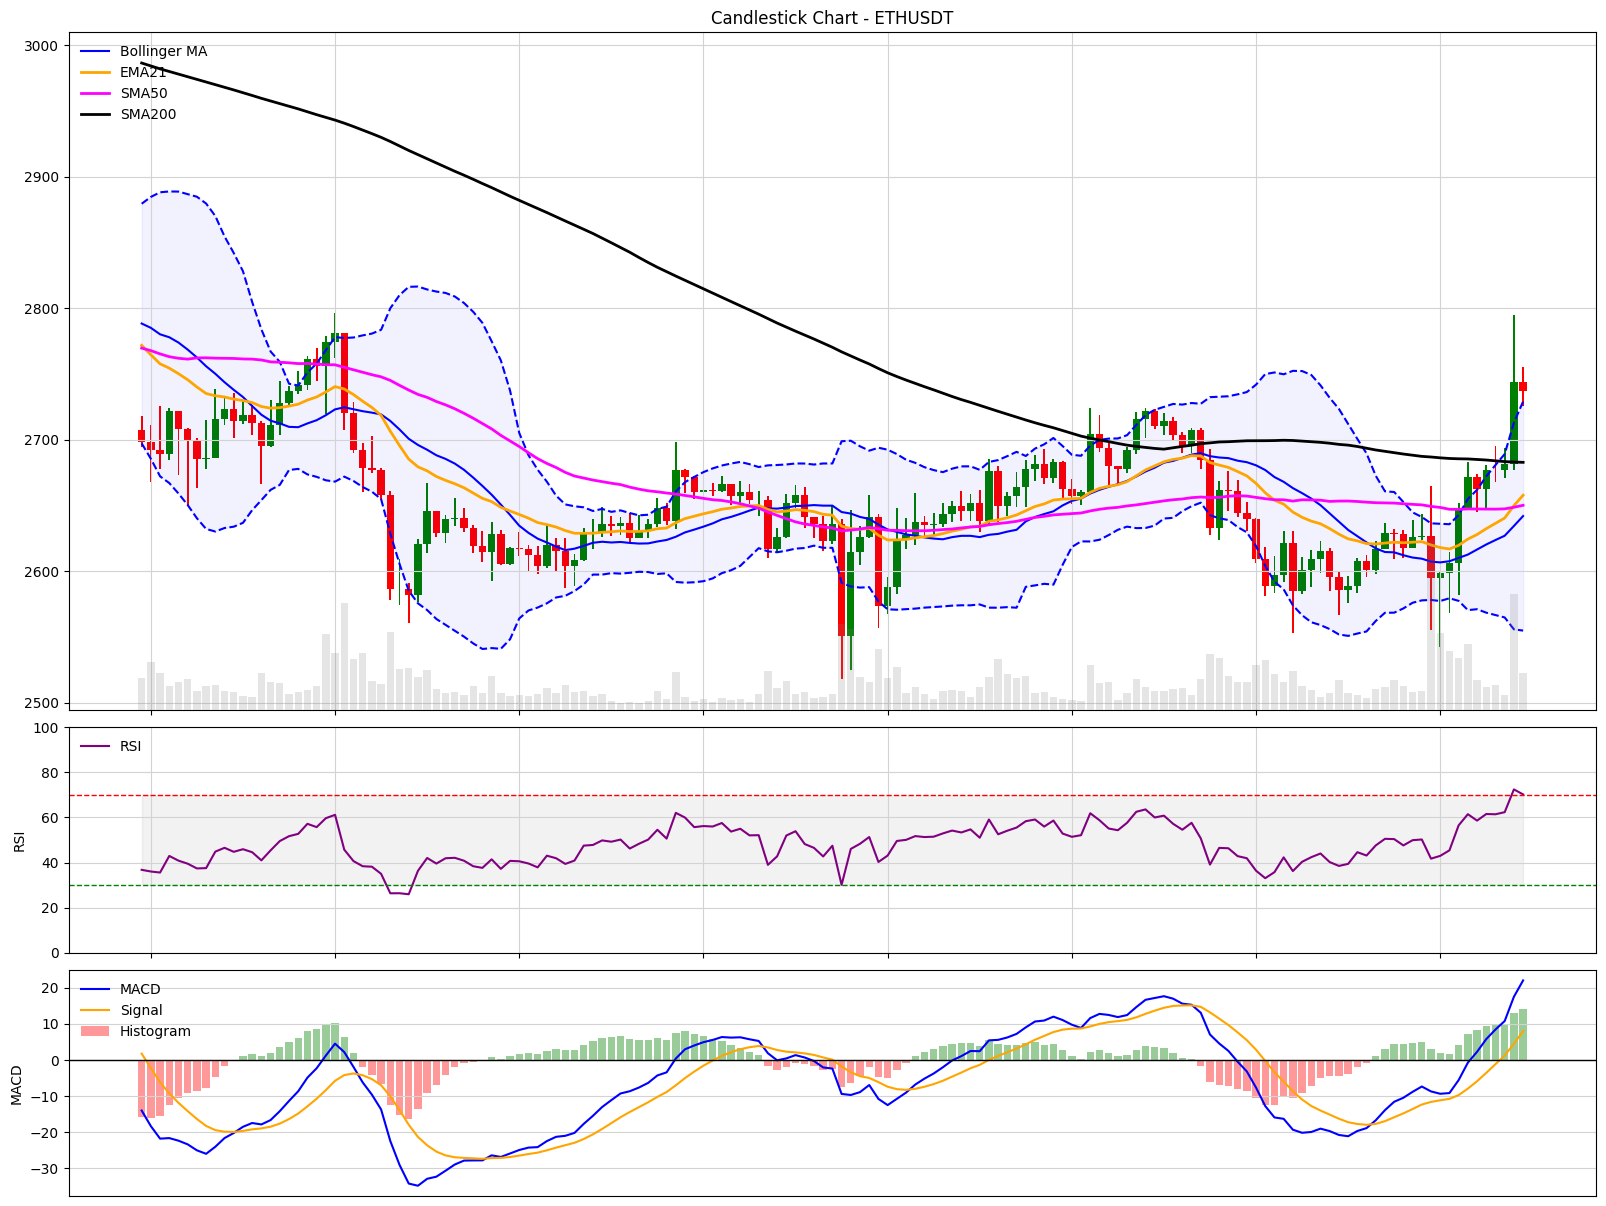 Candlestick Chart - ETHUSDT
3000
2900
2800
2700
2600
2500
Bollinger MA
EMA21
SMA50
SMA200
100
80
60
40
20
0
RSI
RSI
20
10
0
−10
−20
−30
MACD
MACD
Signal
Histogram